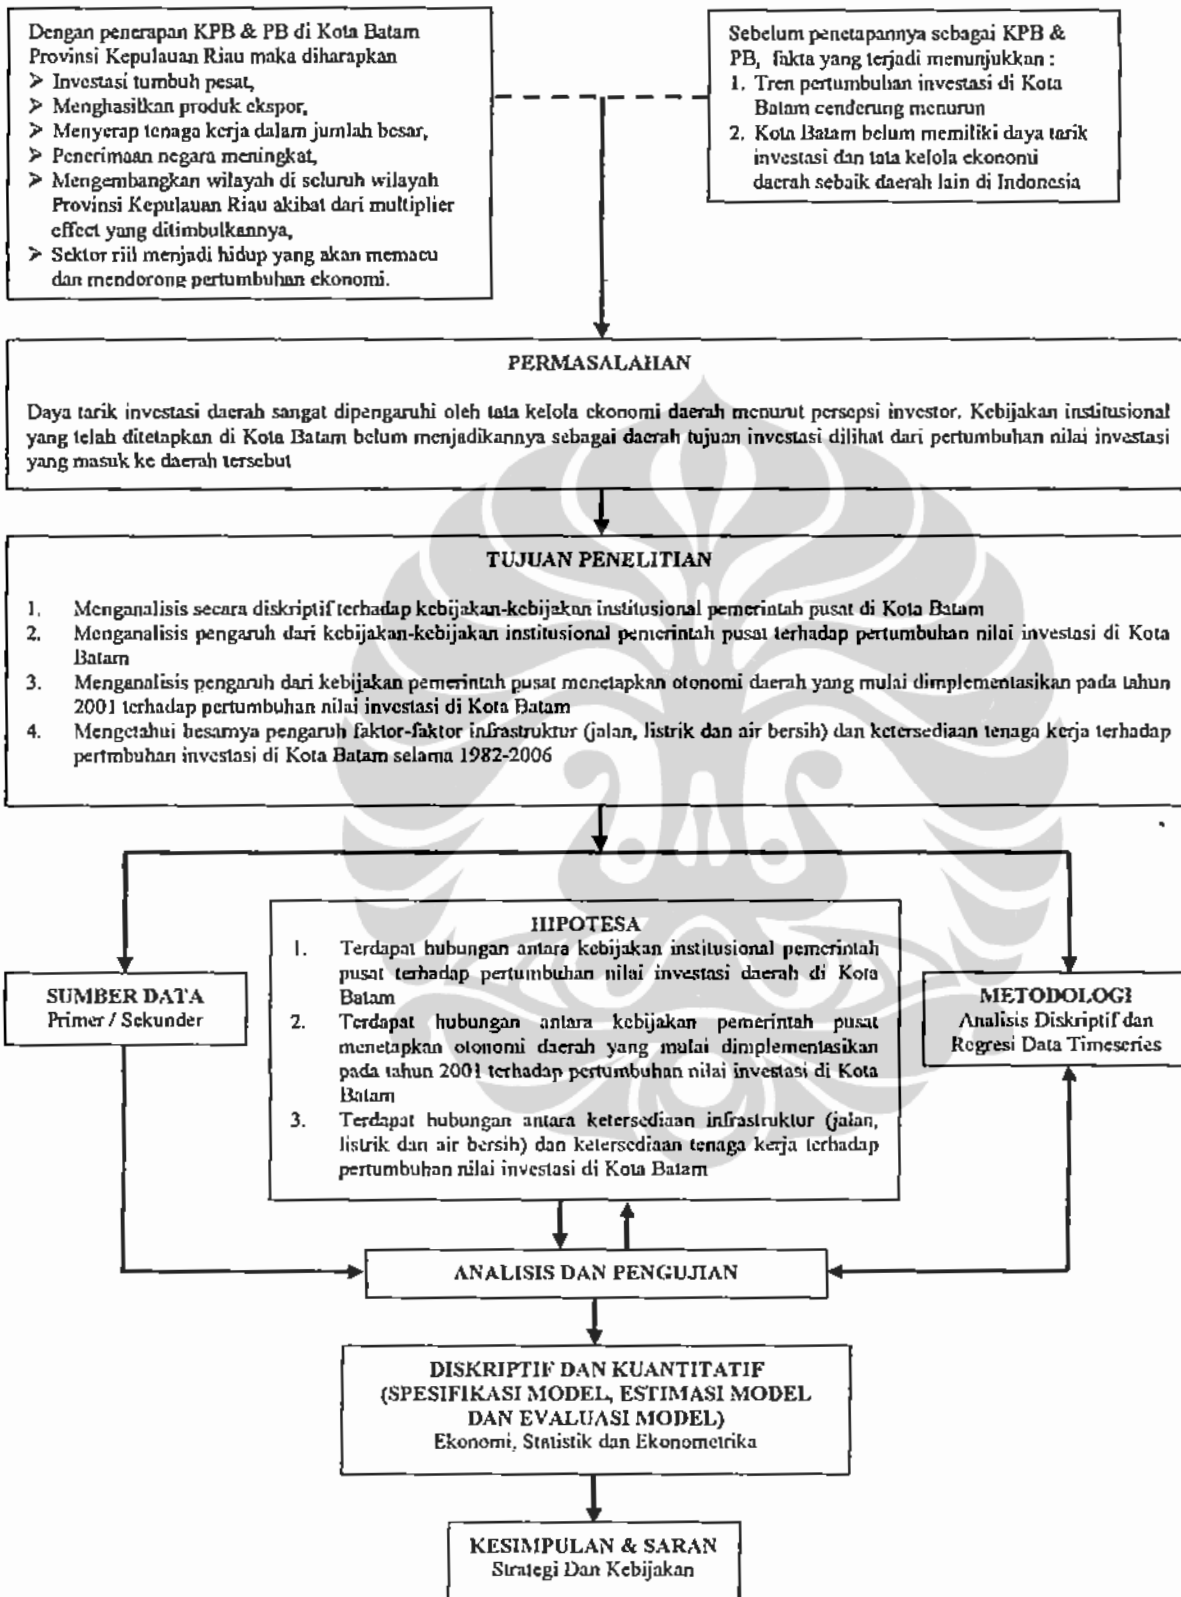 Dengan penerapan KPB & PB di Kota Batam
Provinsi Kepulauan Riau maka diharapkan
➤ Investasi tumbuh pesat,
➤ Menghasilkan produk ekspor,
➤ Menyerap tenaga kerja dalam jumlah besar,
➤ Penerimaan negara meningkat,
➤ Mengembangkan wilayah di seluruh wilayah
Provinsi Kepulauan Riau akibat dari multiplier
effect yang ditimbulkannya,
➤ Sektor riil menjadi hidup yang akan memacu
dan mendorong pertumbuhan ekonomi.
Sebelum penetapannya sebagai KPB &
PB, fakta yang terjadi menunjukkan :
1. Tren pertumbuhan investasi di Kota
Batam cenderung menurun
2. Kota Batam belum memiliki daya tarik
investasi dan tata kelola ekonomi
daerah sebaik daerah lain di Indonesia
PERMASALAHAN
Daya tarik investasi daerah sangat dipengaruhi oleh tata kelola ekonomi daerah menurut persepsi investor. Kebijakan institusional
yang telah ditetapkan di Kota Batam belum menjadikannya sebagai daerah tujuan investasi dilihat dari pertumbuhan nilai investasi
yang masuk ke daerah tersebut
TUJUAN PENELITIAN
1. Menganalisis secara diskriptif terhadap kebijakan-kebijakan institusional pemerintah pusat di Kota Batam
2. Menganalisis pengaruh dari kebijakan-kebijakan institusional pemerintah pusat terhadap pertumbuhan nilai investasi di Kota
Batam
3. Menganalisis pengaruh dari kebijakan pemerintah pusat menetapkan otonomi daerah yang mulai dimplementasikan pada tahun
2001 terhadap pertumbuhan nilai investasi di Kota Batam
4. Mengetahui besarnya pengaruh faktor-faktor infrastruktur (jalan, listrik dan air bersih) dan ketersediaan tenaga kerja terhadap
pertmbuhan investasi di Kota Batam selama 1982-2006
HIPOTESA
1. Terdapat hubungan antara kebijakan institusional pemerintah
pusat terhadap pertumbuhan nilai investasi daerah di Kota
Batam
2. Terdapat hubungan antara kebijakan pemerintah pusat
menetapkan otonomi daerah yang mulai dimplementasikan
pada tahun 2001 terhadap pertumbuhan nilai investasi di Kota
Batam
3. Terdapat hubungan antara ketersediaan infrastruktur (jalan,
listrik dan air bersih) dan ketersediaan tenaga kerja terhadap
pertumbuhan nilai investasi di Kota Batam
SUMBER DATA
Primer / Sekunder
METODOLOGI
Analisis Diskriptif dan
Regresi Data Timeseries
ANALISIS DAN PENGUJIAN
DISKRIPTIF DAN KUANTITATIF
(SPESIFIKASI MODEL, ESTIMASI MODEL
DAN EVALUASI MODEL)
Ekonomi, Statistik dan Ekonometrika
KESIMPULAN & SARAN
Strategi Dan Kebijakan